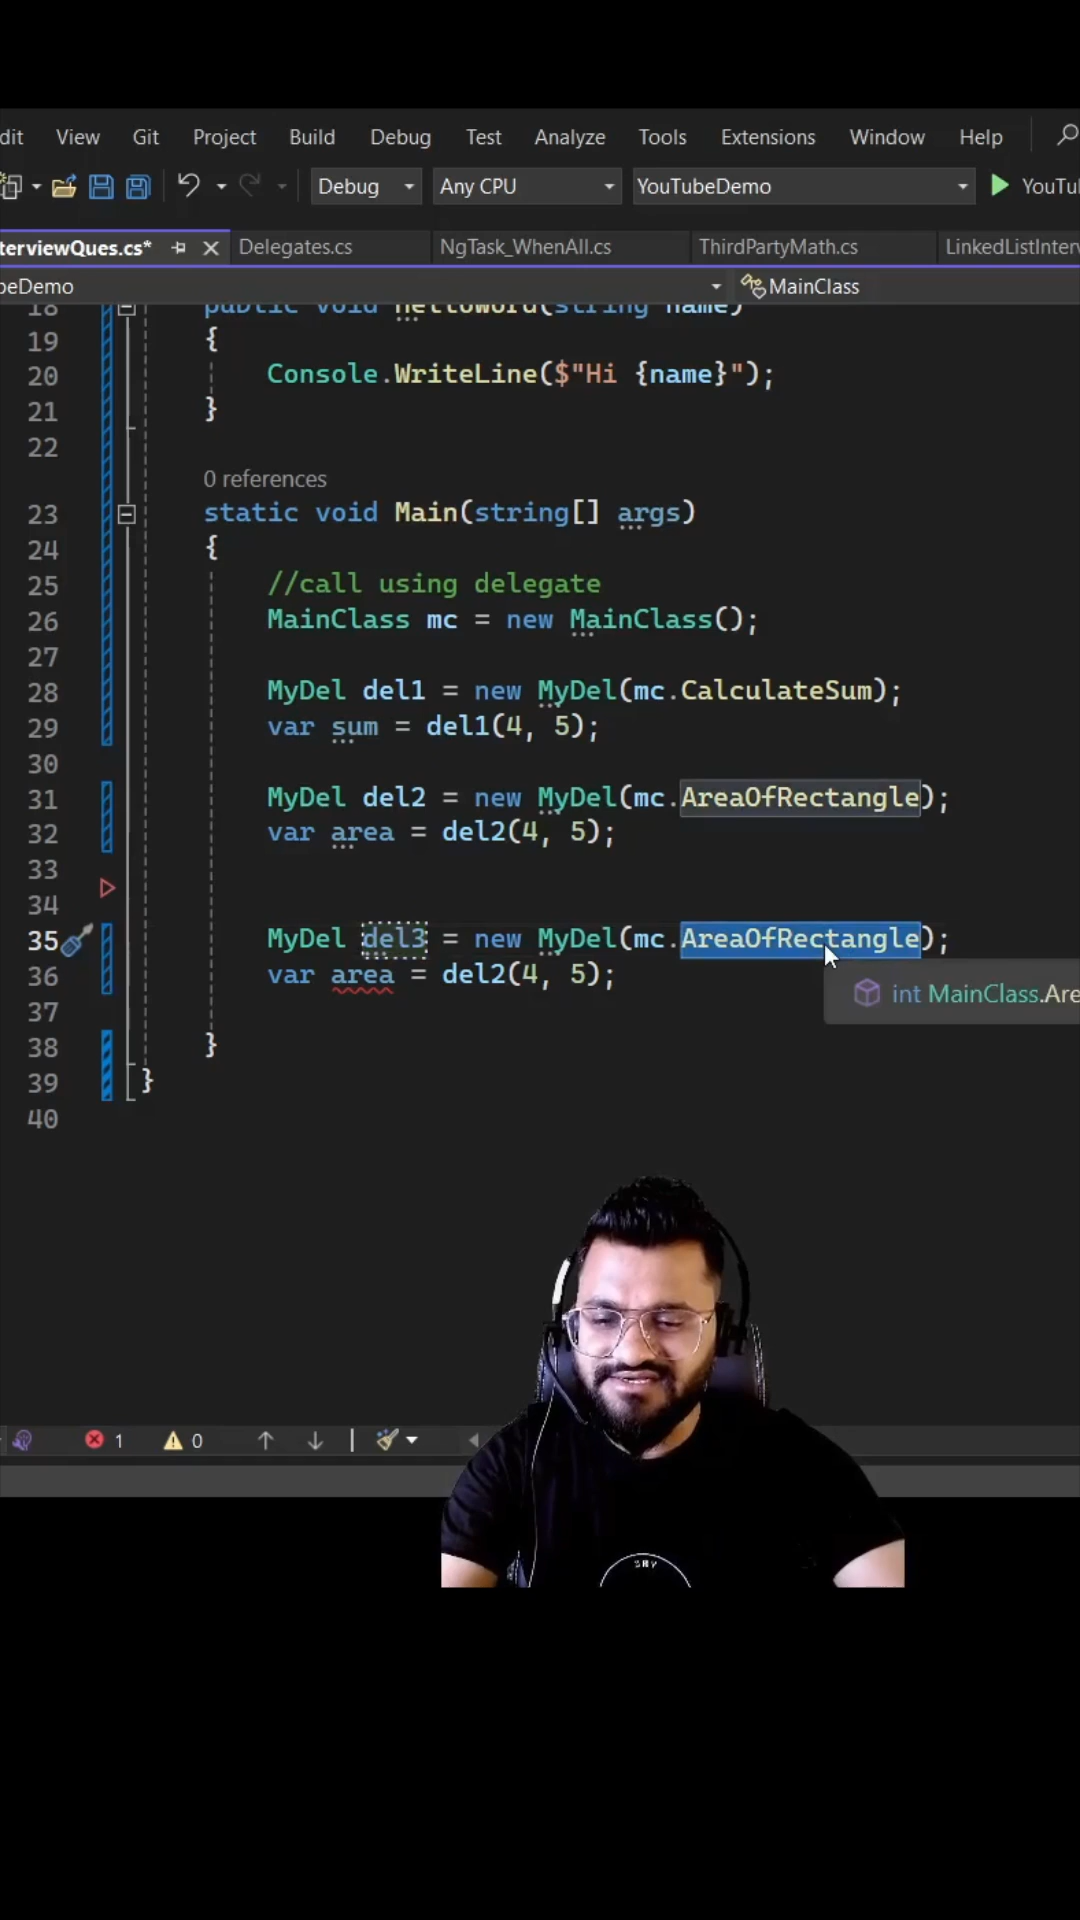 dit View Git Project Build Debug Test Analyze Tools Extensions Window Help
Debug Any CPU YouTubeDemo YouTu
terviewQues.cs* Delegates.cs NgTask_WhenAll.cs ThirdPartyMath.cs LinkedListInterv
beDemo MainClass
18 public void HelloWord(string name)
19 {
20 Console.WriteLine($"Hi {name}");
21 }
22
0 references
23 static void Main(string[] args)
24 {
25 //call using delegate
26 MainClass mc = new MainClass();
27
28 MyDel del1 = new MyDel(mc.CalculateSum);
29 var sum = del1(4, 5);
30
31 MyDel del2 = new MyDel(mc.AreaOfRectangle);
32 var area = del2(4, 5);
33
34
35 MyDel del3 = new MyDel(mc.AreaOfRectangle);
36 var area = del2(4, 5);
int MainClass.Are
37
38 }
39 }
40
1 0